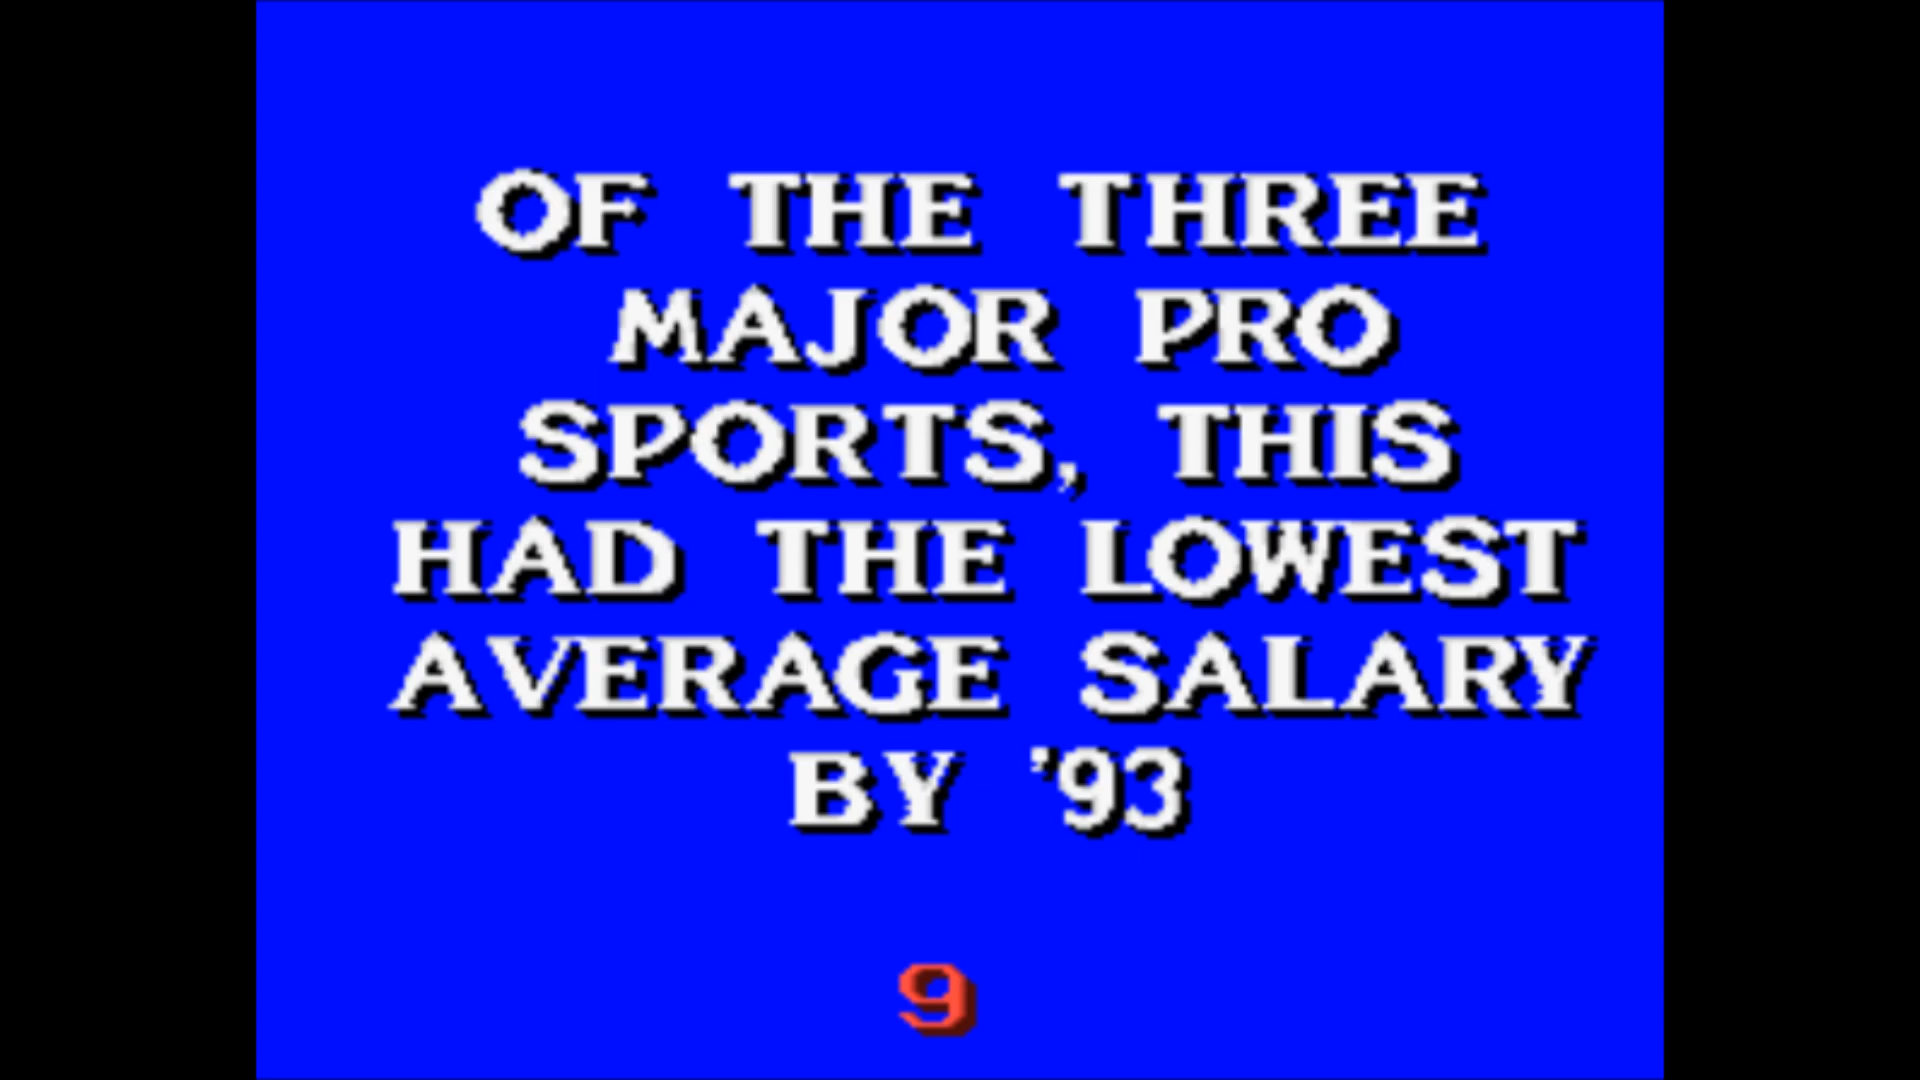 OF THE THREE
MAJOR PRO
SPORTS, THIS
HAD THE LOWEST
AVERAGE SALARY
BY '93
9